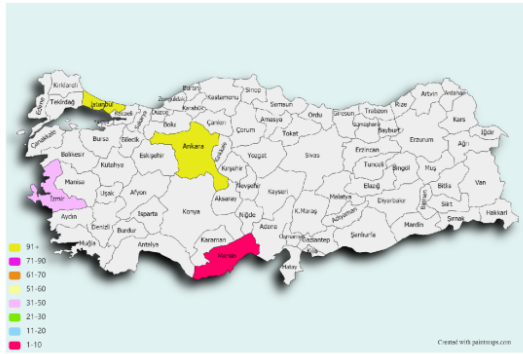 Kırklareli
Edirne
Tekirdağ
İstanbul
Kocaeli
Sakarya
Düzce
Zonguldak
Bartın
Karabük
Kastamonu
Sinop
Samsun
Ordu
Giresun
Trabzon
Rize
Artvin
Ardahan
Kars
Iğdır
Çanakkale
Bursa
Bilecik
Bolu
Çankırı
Çorum
Amasya
Tokat
Gümüşhane
Bayburt
Erzurum
Ağrı
Balıkesir
Kütahya
Eskişehir
Ankara
Kırıkkale
Kırşehir
Yozgat
Sivas
Erzincan
Tunceli
Bingöl
Muş
Van
Manisa
İzmir
Uşak
Afyon
Konya
Aksaray
Nevşehir
Kayseri
Malatya
Elazığ
Diyarbakır
Batman
Bitlis
Siirt
Hakkari
Aydın
Denizli
Isparta
Burdur
Niğde
K.Maraş
Adıyaman
Mardin
Şırnak
Muğla
Antalya
Karaman
Mersin
Adana
Osmaniye
Gaziantep
Şanlıurfa
Hatay
91+
71-90
61-70
51-60
31-50
21-30
11-20
1-10
Created with paintmaps.com